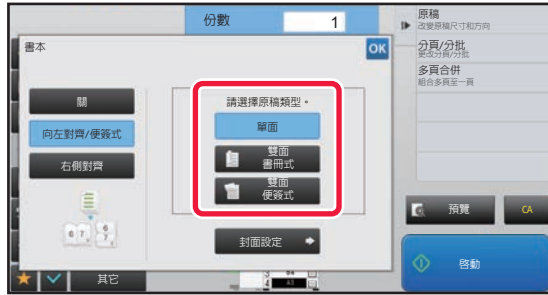 份數
1
原稿
改變原稿尺寸和方向
分頁/分批
更改分頁/分批
多頁合併
組合多頁至一頁
書本
OK
關
向左對齊/便簽式
右側對齊
請選擇原稿類型。
單面
雙面
書冊式
雙面
便簽式
封面設定
預覽
CA
啓動
其它
A3